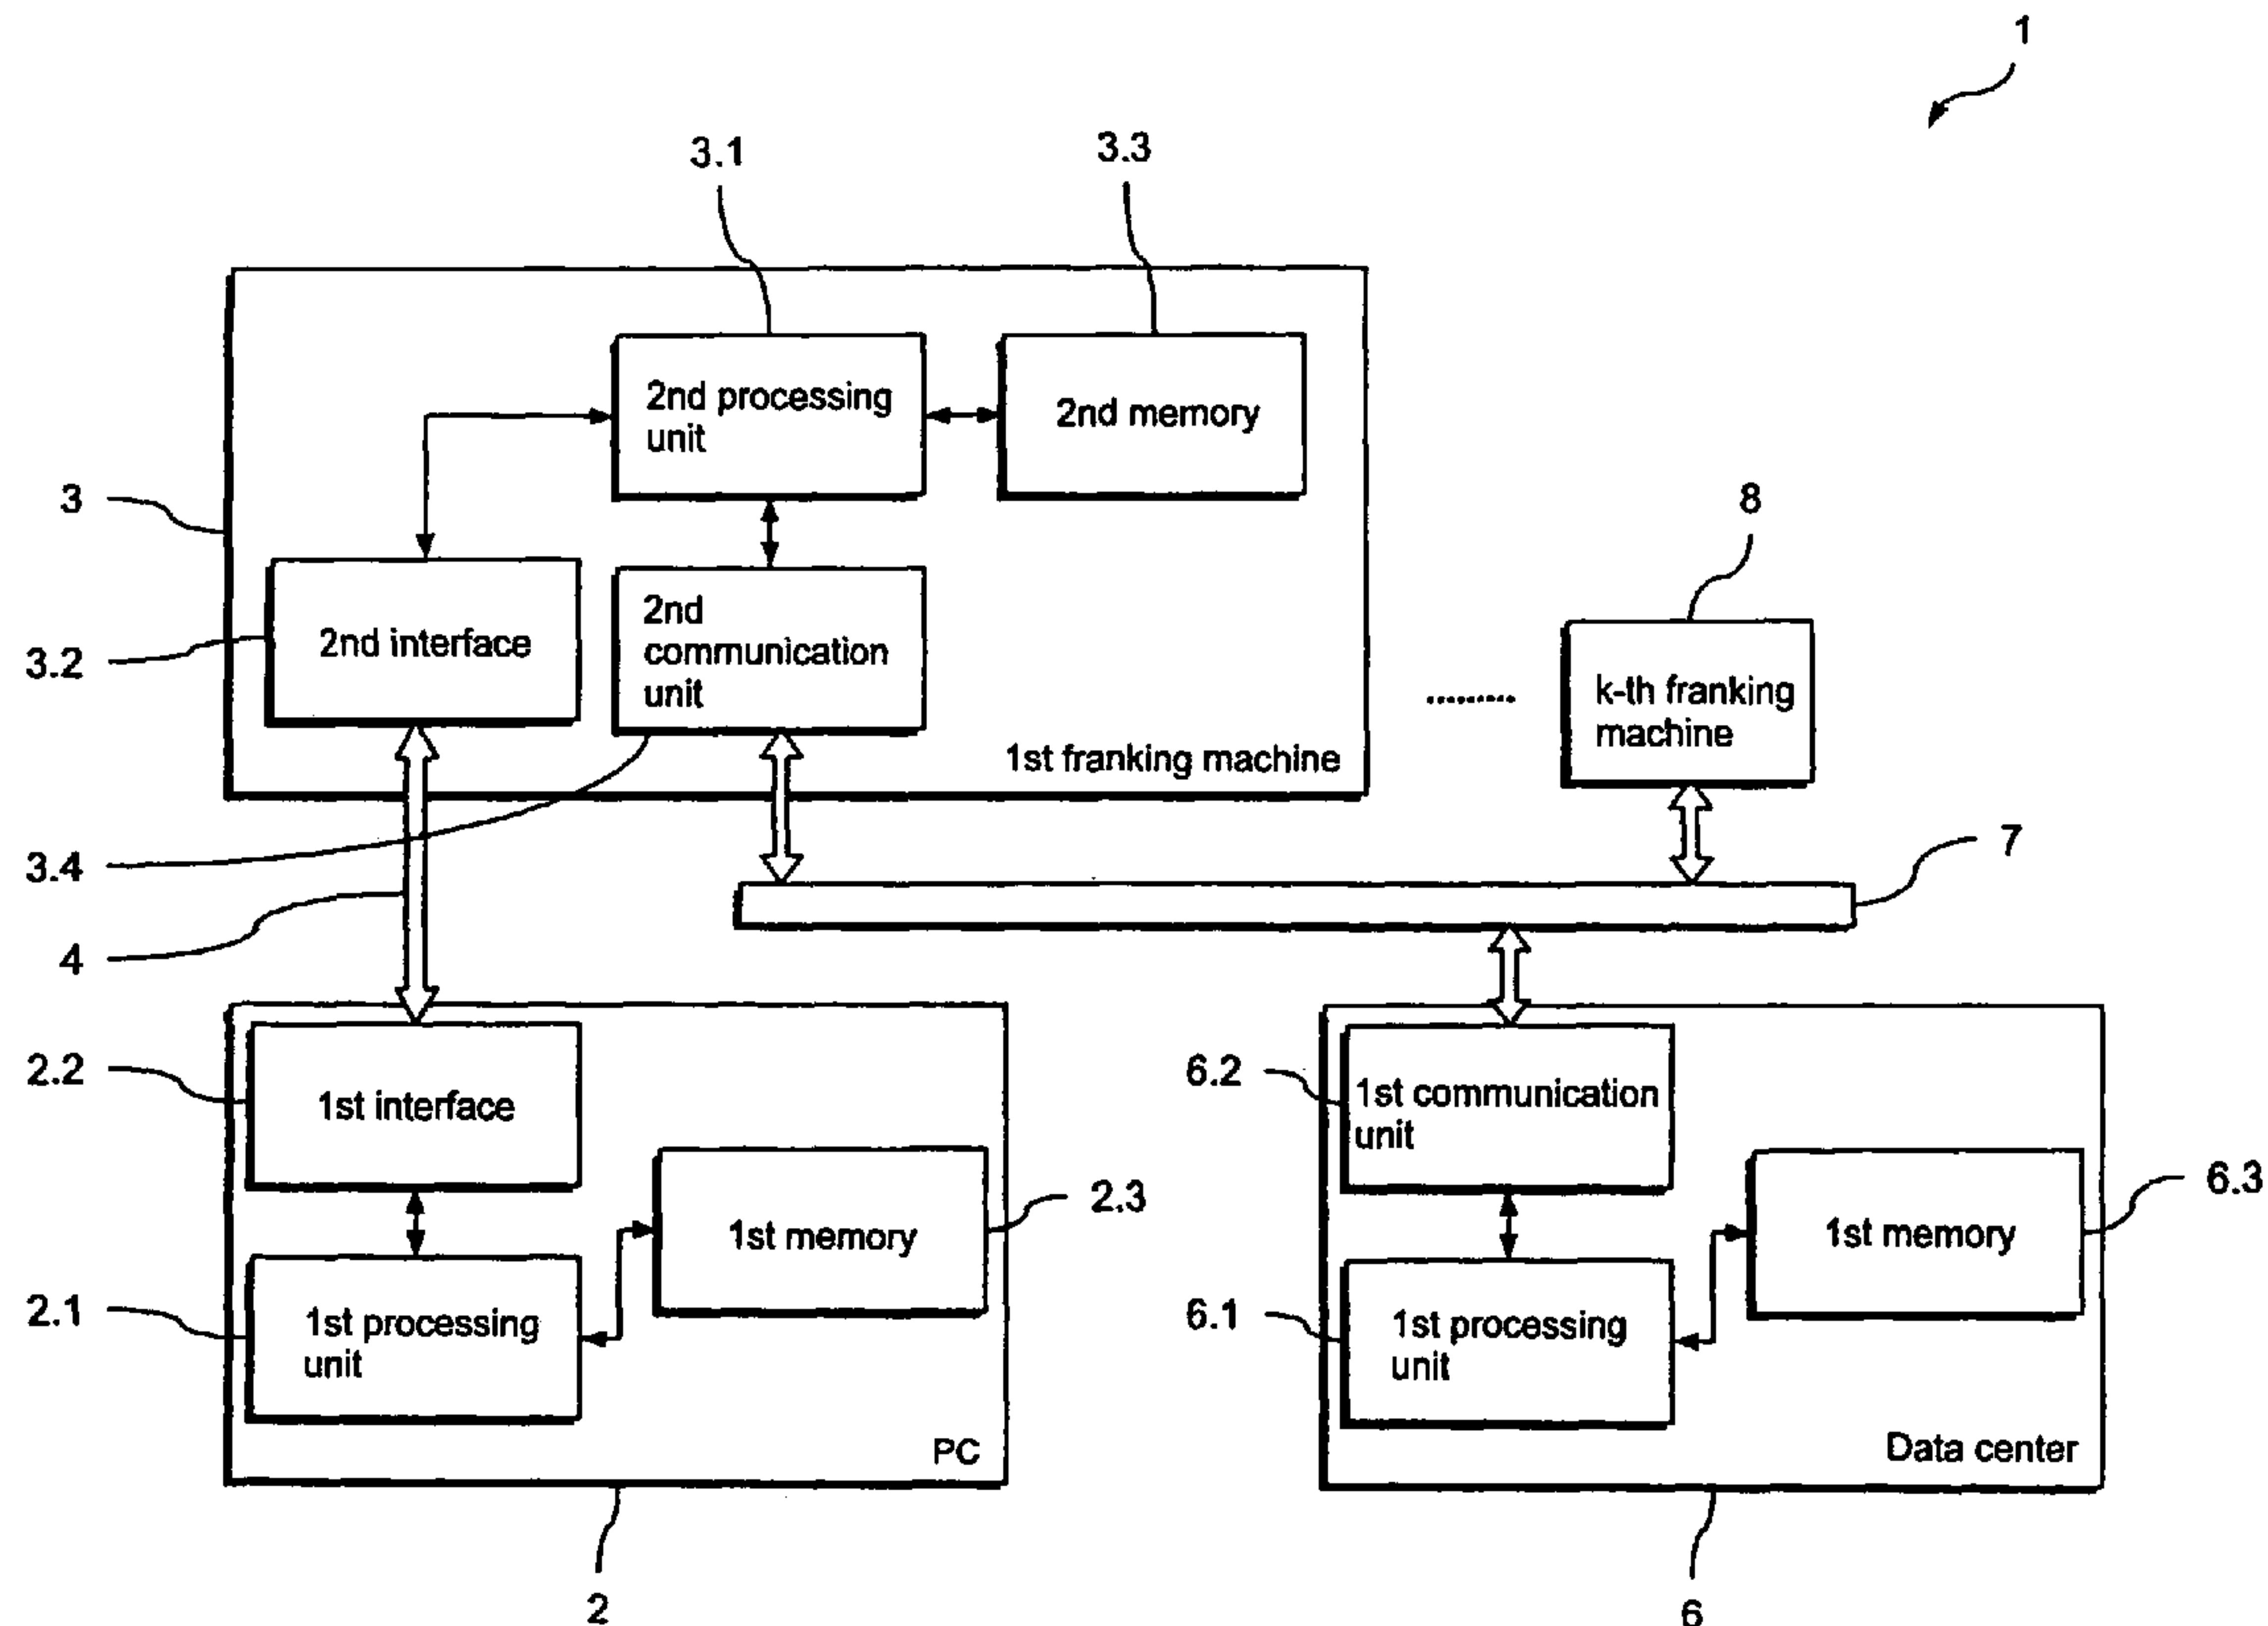 1
3.1
3.3
2nd processing
unit
2nd memory
3
8
2nd interface
2nd
communication
unit
3.2
k-th franking
machine
.........
1st franking machine
3.4
7
4
2.2
1st interface
6.2
1st communication
unit
1st memory
2.3
1st memory
6.3
2.1
1st processing
unit
6.1
1st processing
unit
PC
Data center
2
6